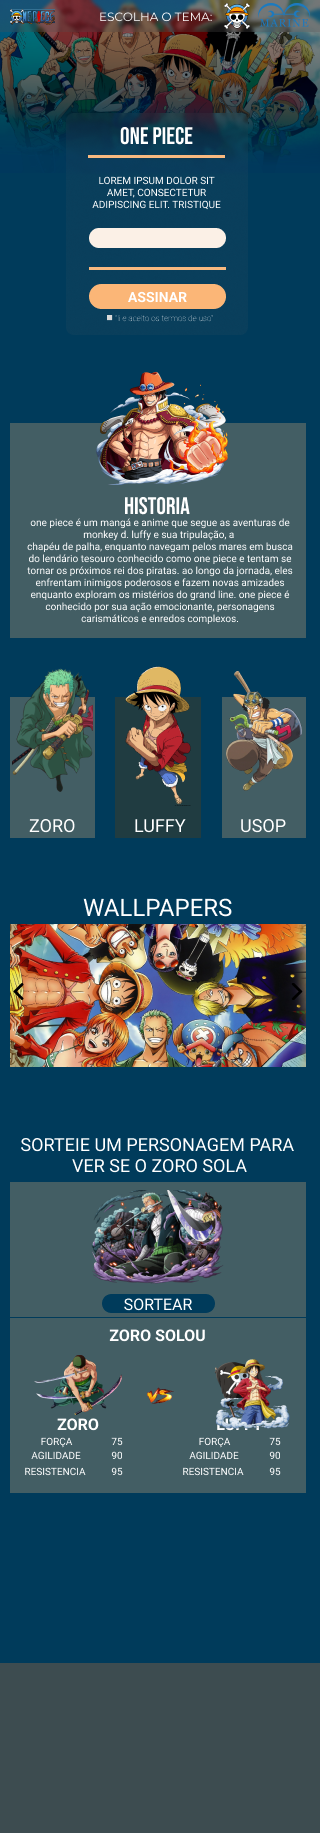 ESCOLHA O TEMA:
ONE PIECE
LOREM IPSUM DOLOR SIT
AMET, CONSECTETUR
ADIPISCING ELIT. TRISTIQUE
ASSINAR
"li e aceito os termos de uso"
HISTORIA
one piece é um mangá e anime que segue as aventuras de
monkey d. luffy e sua tripulação, a
chapéu de palha, enquanto navegam pelos mares em busca
do lendário tesouro conhecido como one piece e tentam se
tornar os próximos rei dos piratas. ao longo da jornada, eles
enfrentam inimigos poderosos e fazem novas amizades
enquanto exploram os mistérios do grand line. one piece é
conhecido por sua ação emocionante, personagens
carismáticos e enredos complexos.
ZORO LUFFY USOP
WALLPAPERS
SORTEIE UM PERSONAGEM PARA
VER SE O ZORO SOLA
SORTEAR
ZORO SOLOU
VS
ZORO LUFFY
FORÇA 75 FORÇA 75
AGILIDADE 90 AGILIDADE 90
RESISTENCIA 95 RESISTENCIA 95